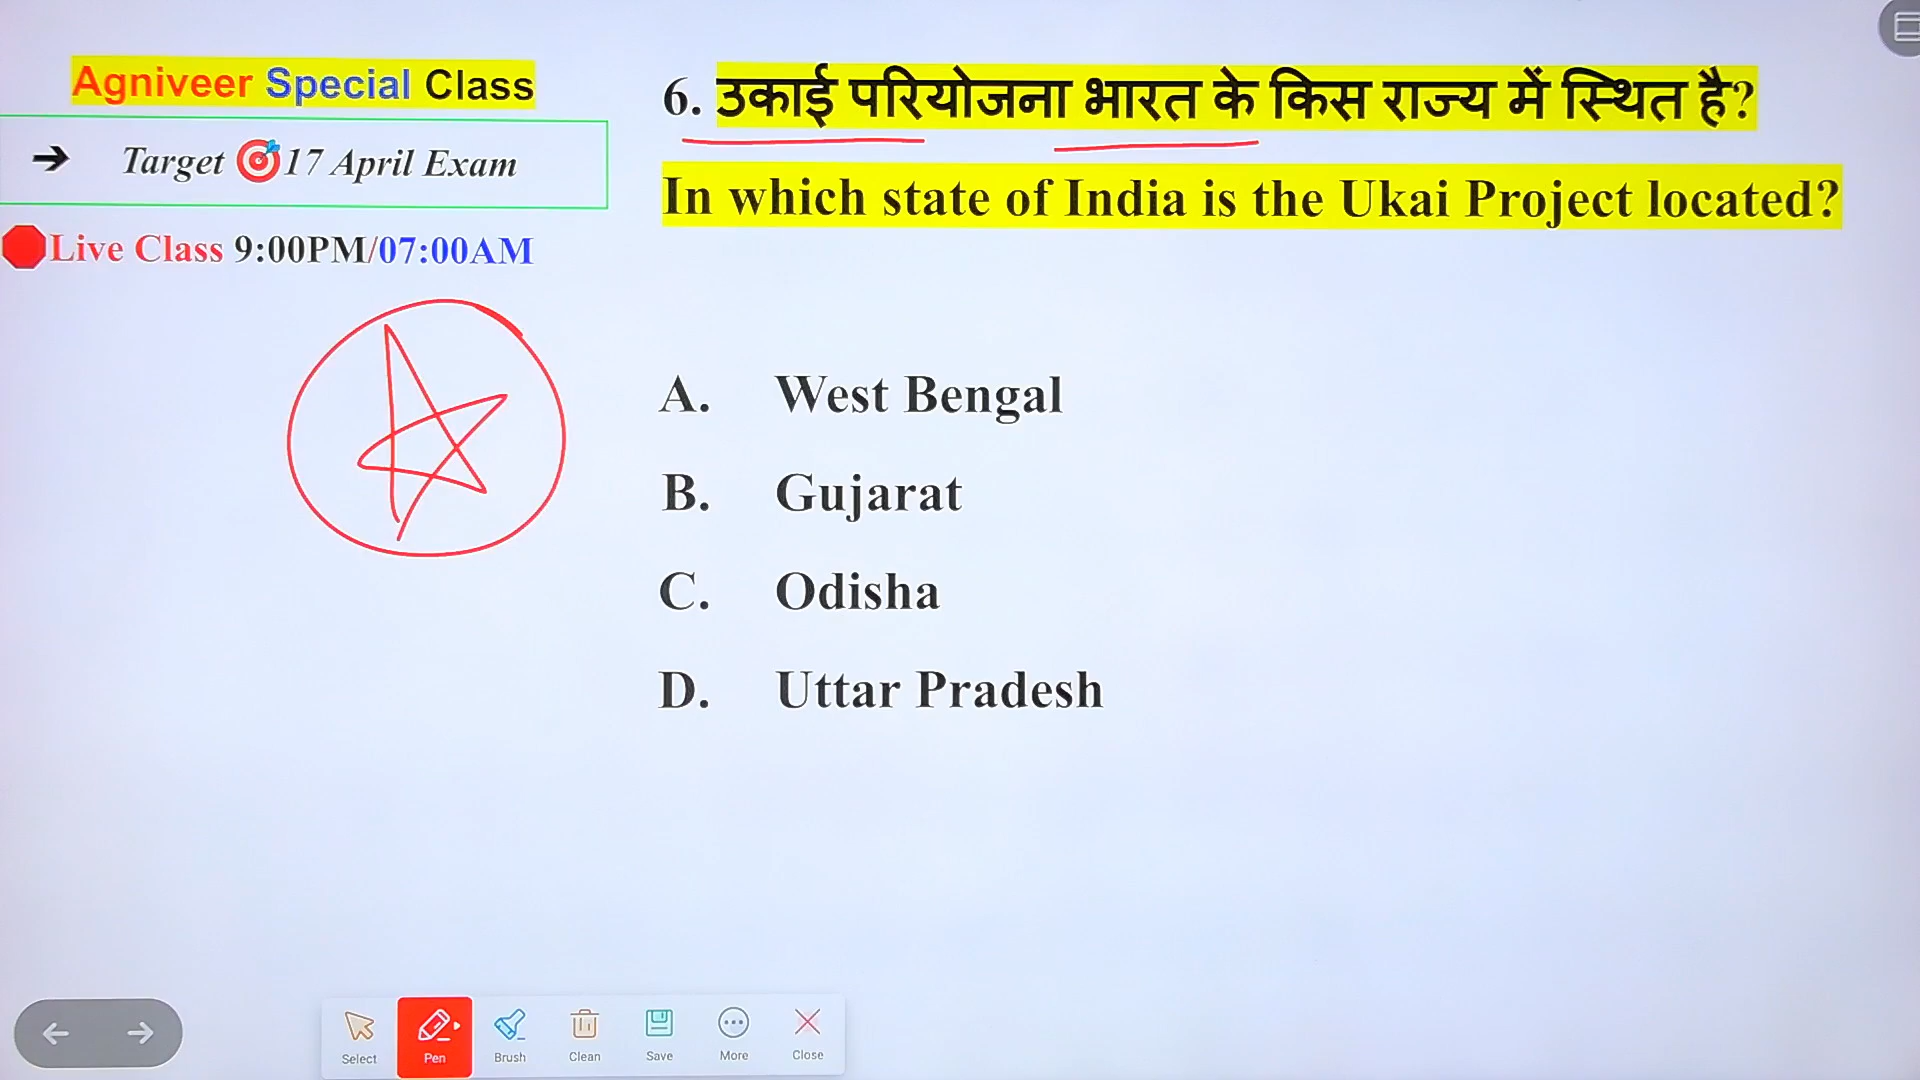 Agniveer Special Class
➔ Target 🎯17 April Exam
🛑Live Class 9:00PM/07:00AM
6. उकाई परियोजना भारत के किस राज्य में स्थित है?
In which state of India is the Ukai Project located?
A. West Bengal
B. Gujarat
C. Odisha
D. Uttar Pradesh
Select Pen Brush Clean Save More Close